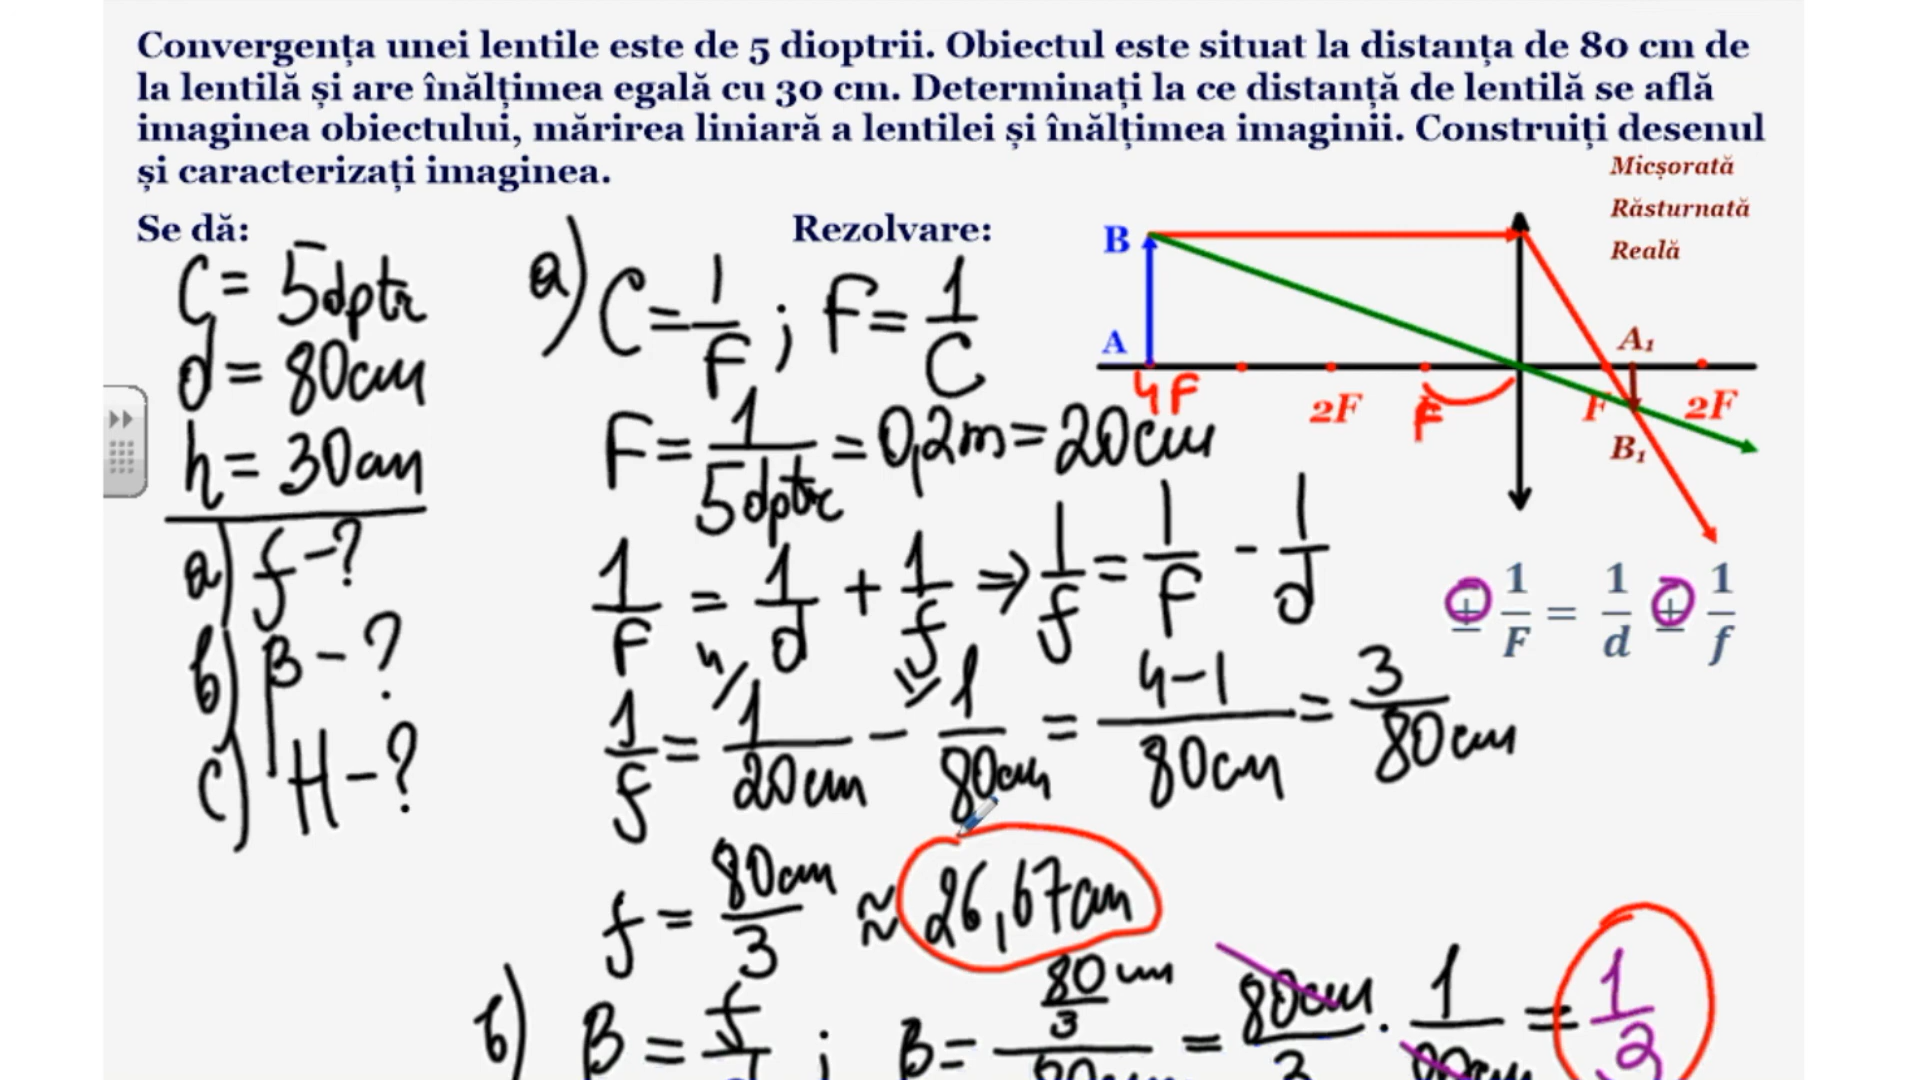 Convergența unei lentile este de 5 dioptrii. Obiectul este situat la distanța de 80 cm de
la lentilă și are înălțimea egală cu 30 cm. Determinați la ce distanță de lentilă se află
imaginea obiectului, mărirea liniară a lentilei și înălțimea imaginii. Construiți desenul
și caracterizați imaginea.
Micșorată
Răsturnată
Reală
Se dă:
Rezolvare:
C = 5dptr
d = 80cm
h = 30cm
a) f - ?
b) β - ?
c) H - ?
a) C = 1/F ; F = 1/C
F = 1/5dptr = 0,2m = 20cm
1/F = 1/d + 1/f ⇒ 1/f = 1/F - 1/d
1/f = 4/ 1/20cm - 1/ 1/80cm = 4-1/80cm = 3/80cm
f = 80cm/3 ≈ 26,67cm
b) β = f/ ; β = 80/3 cm/80cm = 80cm/3 · 1/80cm = 1/3
B
A
4F
2F
F
F
A₁
2F
B₁
± 1/F = 1/d ± 1/f